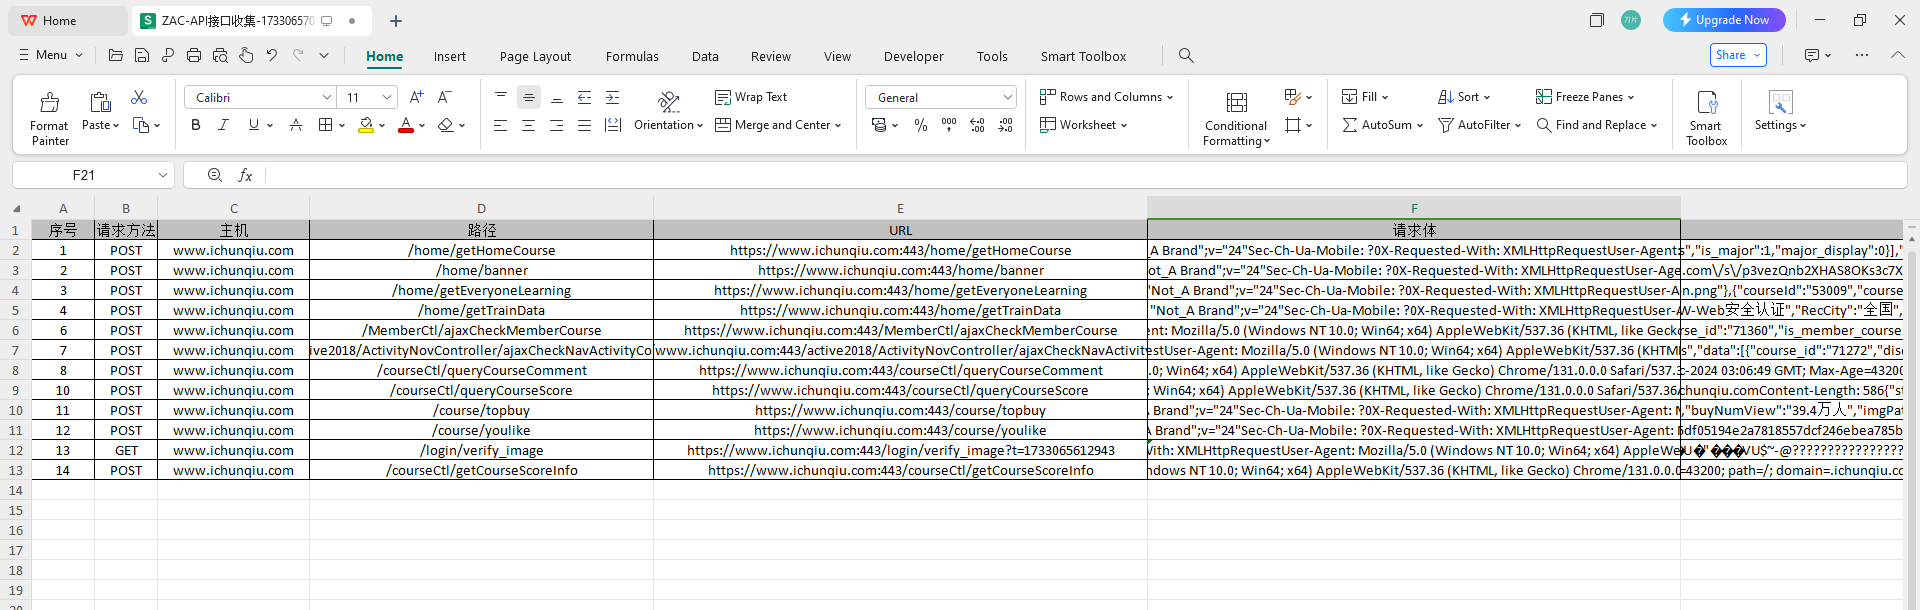 Home
ZAC-API接口收集-173306570
Upgrade Now
Menu
Home Insert Page Layout Formulas Data Review View Developer Tools Smart Toolbox
Share
Format Painter
Paste
Calibri 11
Orientation
Wrap Text
Merge and Center
General
Rows and Columns
Worksheet
Conditional Formatting
Fill
AutoSum
Sort
AutoFilter
Freeze Panes
Find and Replace
Smart Toolbox
Settings
F21
fx
A B C D E F
1 序号 请求方法 主机 路径 URL 请求体
2 1 POST www.ichunqiu.com /home/getHomeCourse https://www.ichunqiu.com:443/home/getHomeCourse _A Brand";v="24"Sec-Ch-Ua-Mobile: ?0X-Requested-With: XMLHttpRequestUser-Agent s","is_major":1,"major_display":0}],"
3 2 POST www.ichunqiu.com /home/banner https://www.ichunqiu.com:443/home/banner ot_A Brand";v="24"Sec-Ch-Ua-Mobile: ?0X-Requested-With: XMLHttpRequestUser-Age .com\/s\/p3vezQnb2XHAS8OKs3c7X
4 3 POST www.ichunqiu.com /home/getEveryoneLearning https://www.ichunqiu.com:443/home/getEveryoneLearning "Not_A Brand";v="24"Sec-Ch-Ua-Mobile: ?0X-Requested-With: XMLHttpRequestUser-A n.png"},{"courseId":"53009","course
5 4 POST www.ichunqiu.com /home/getTrainData https://www.ichunqiu.com:443/home/getTrainData "Not_A Brand";v="24"Sec-Ch-Ua-Mobile: ?0X-Requested-With: XMLHttpRequestUser-A V-Web安全认证","RecCity":"全国",
6 6 POST www.ichunqiu.com /MemberCtl/ajaxCheckMemberCourse https://www.ichunqiu.com:443/MemberCtl/ajaxCheckMemberCourse ent: Mozilla/5.0 (Windows NT 10.0; Win64; x64) AppleWebKit/537.36 (KHTML, like Gecko rse_id":"71360","is_member_course
7 7 POST www.ichunqiu.com ive2018/ActivityNovController/ajaxCheckNavActivityCo /www.ichunqiu.com:443/active2018/ActivityNovController/ajaxCheckNavActivit estUser-Agent: Mozilla/5.0 (Windows NT 10.0; Win64; x64) AppleWebKit/537.36 (KHTM s","data":[{"course_id":"71272","disc
8 8 POST www.ichunqiu.com /courseCtl/queryCourseComment https://www.ichunqiu.com:443/courseCtl/queryCourseComment .0; Win64; x64) AppleWebKit/537.36 (KHTML, like Gecko) Chrome/131.0.0.0 Safari/537. c-2024 03:06:49 GMT; Max-Age=43200
9 10 POST www.ichunqiu.com /courseCtl/queryCourseScore https://www.ichunqiu.com:443/courseCtl/queryCourseScore ; Win64; x64) AppleWebKit/537.36 (KHTML, like Gecko) Chrome/131.0.0.0 Safari/537.36 chunqiu.comContent-Length: 586{"st
10 11 POST www.ichunqiu.com /course/topbuy https://www.ichunqiu.com:443/course/topbuy A Brand";v="24"Sec-Ch-Ua-Mobile: ?0X-Requested-With: XMLHttpRequestUser-Agent: M ,"buyNumView":"39.4万人","imgPat
11 12 POST www.ichunqiu.com /course/youlike https://www.ichunqiu.com:443/course/youlike A Brand";v="24"Sec-Ch-Ua-Mobile: ?0X-Requested-With: XMLHttpRequestUser-Agent: 5df05194e2a7818557dcf246ebea785b
12 13 GET www.ichunqiu.com /login/verify_image https://www.ichunqiu.com:443/login/verify_image?t=1733065612943 With: XMLHttpRequestUser-Agent: Mozilla/5.0 (Windows NT 10.0; Win64; x64) AppleWe
13 14 POST www.ichunqiu.com /courseCtl/getCourseScoreInfo https://www.ichunqiu.com:443/courseCtl/getCourseScoreInfo ndows NT 10.0; Win64; x64) AppleWebKit/537.36 (KHTML, like Gecko) Chrome/131.0.0.0 =43200; path=/; domain=.ichunqiu.co
14
15
16
17
18
19